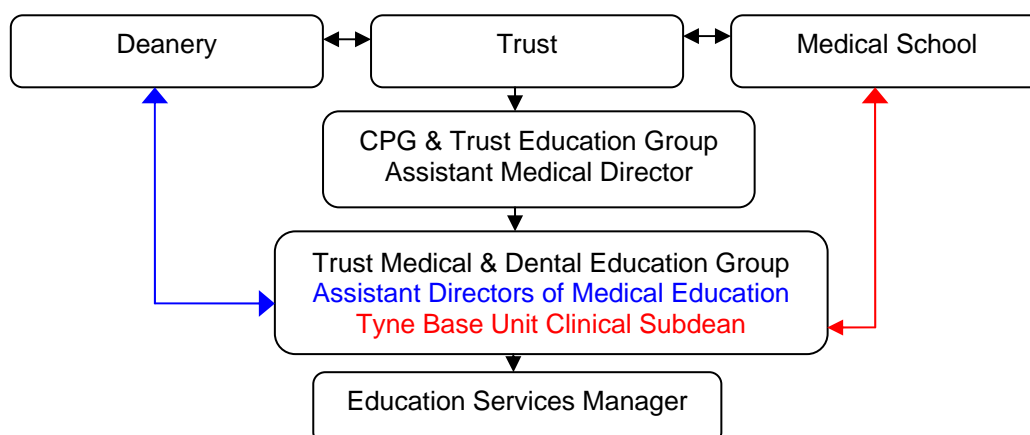 Deanery
Trust
Medical School
CPG & Trust Education Group
Assistant Medical Director
Trust Medical & Dental Education Group
Assistant Directors of Medical Education
Tyne Base Unit Clinical Subdean
Education Services Manager